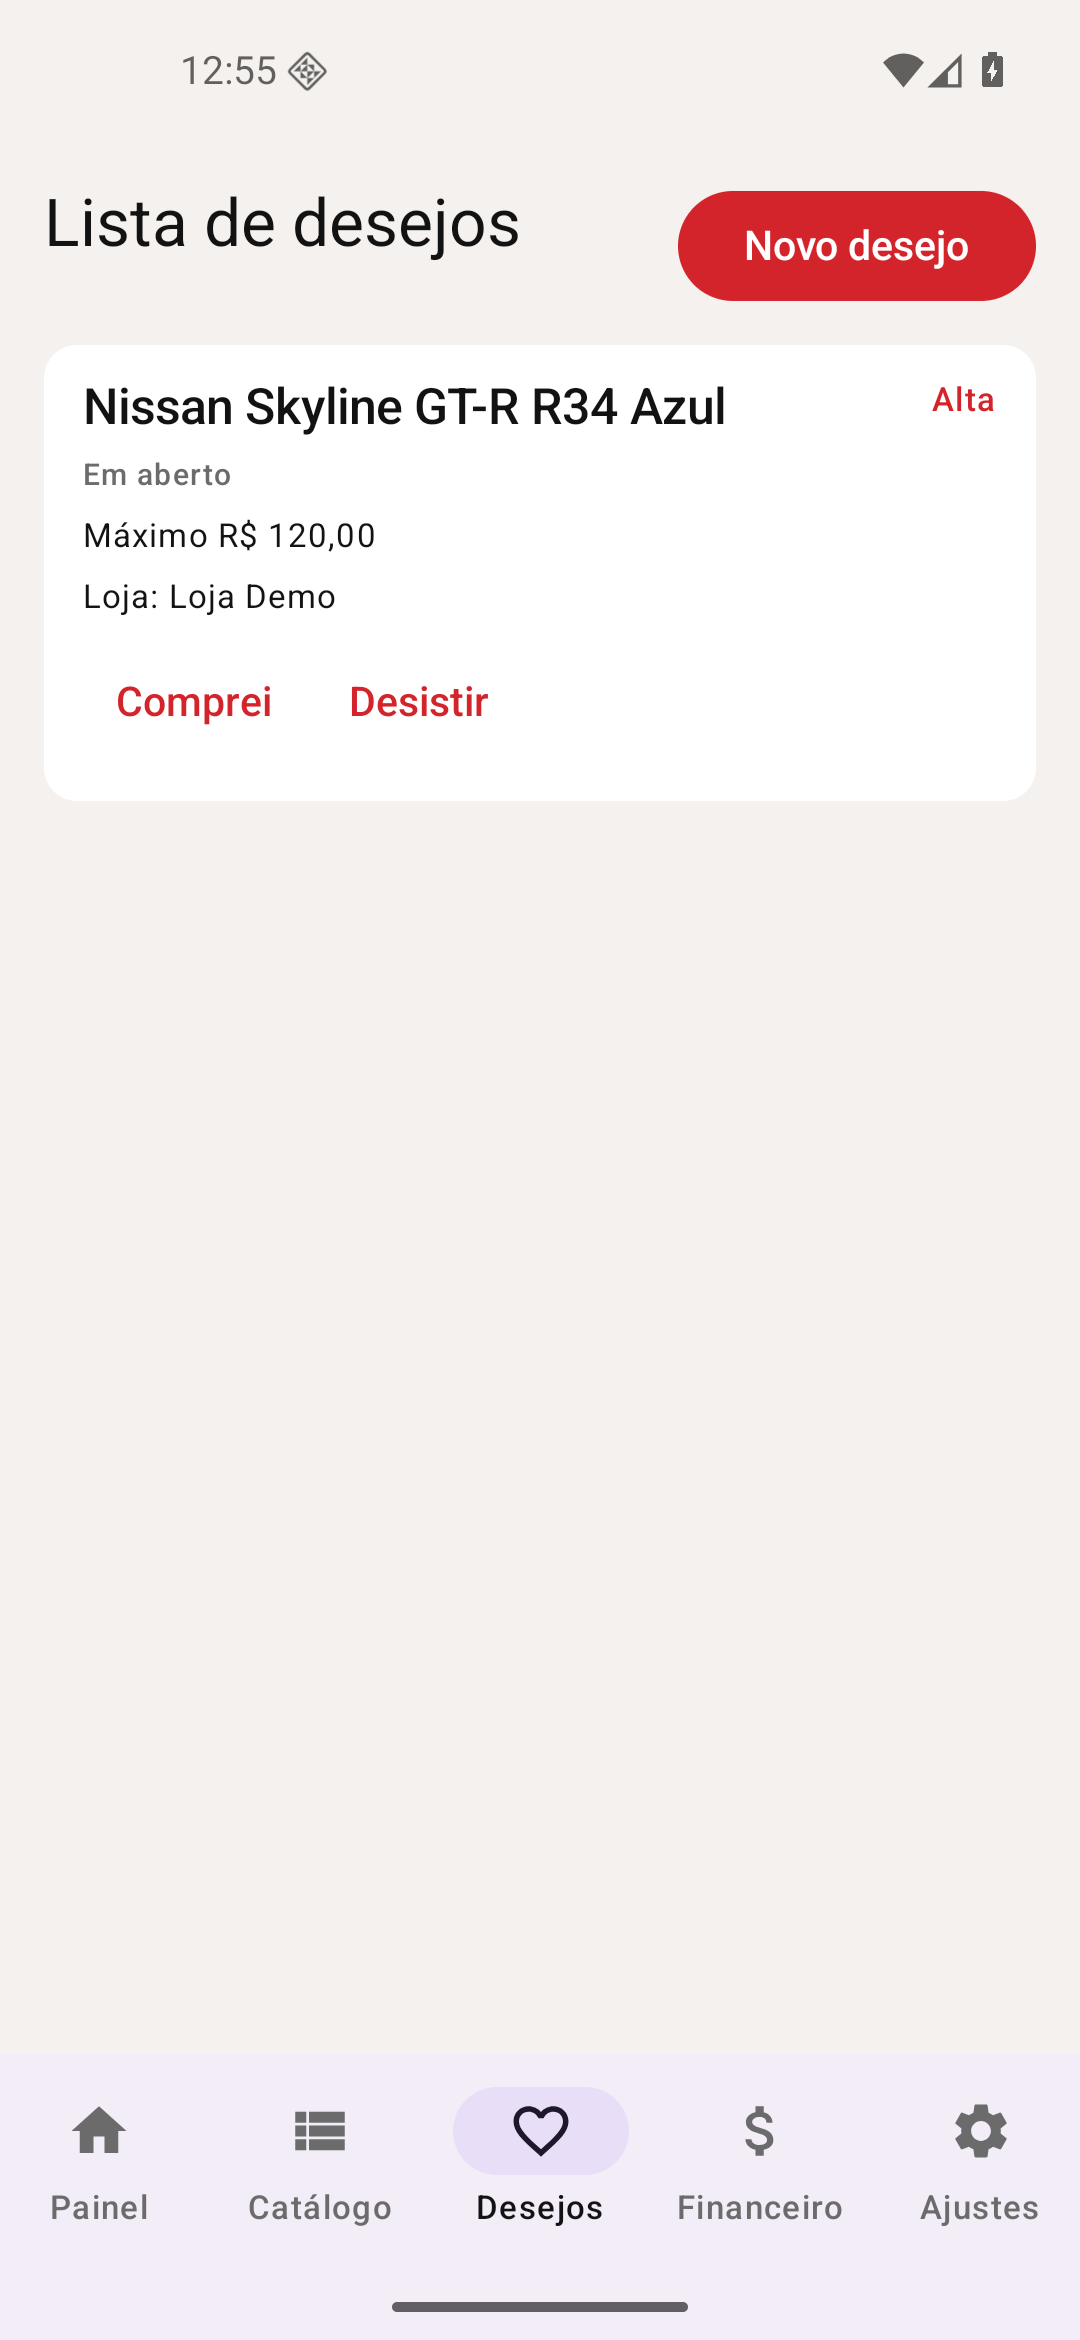 12:55
Lista de desejos
Novo desejo
Nissan Skyline GT-R R34 Azul
Alta
Em aberto
Máximo R$ 120,00
Loja: Loja Demo
Comprei Desistir
Painel Catálogo Desejos Financeiro Ajustes